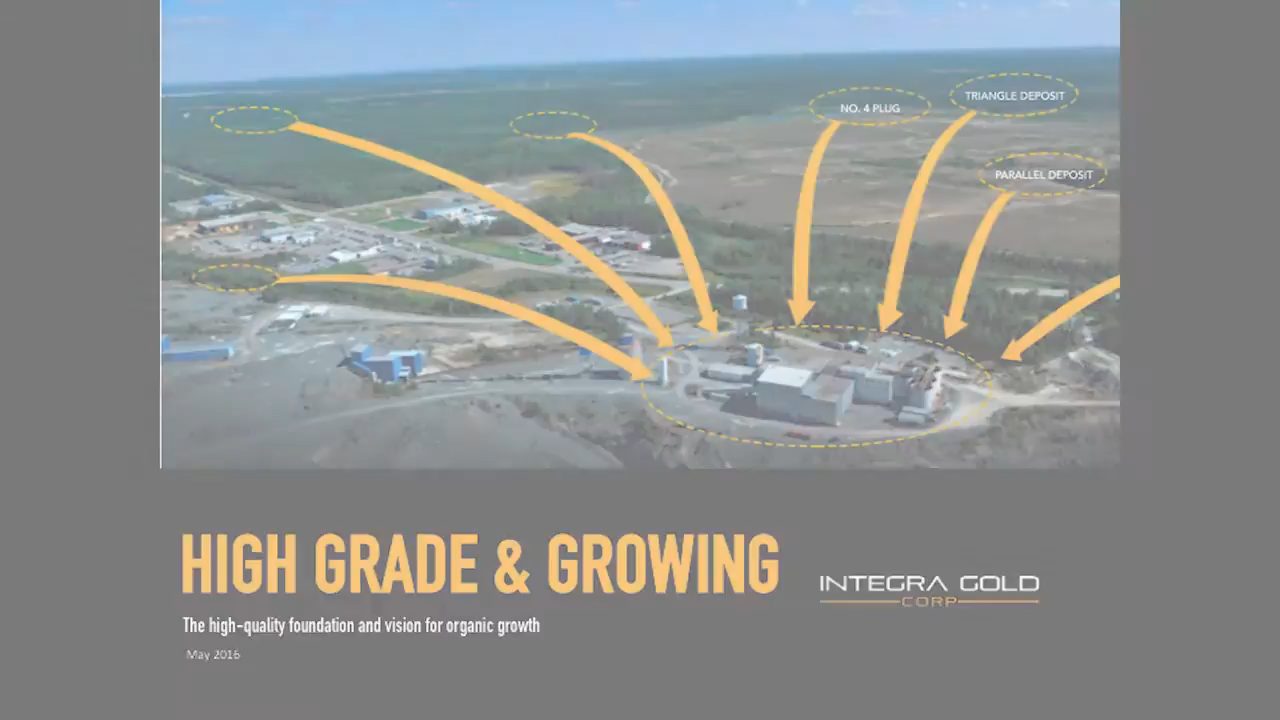 TRIANGLE DEPOSIT
NO. 4 PLUG
PARALLEL DEPOSIT
HIGH GRADE & GROWING
INTEGRA GOLD
CORP
The high-quality foundation and vision for organic growth
May 2016